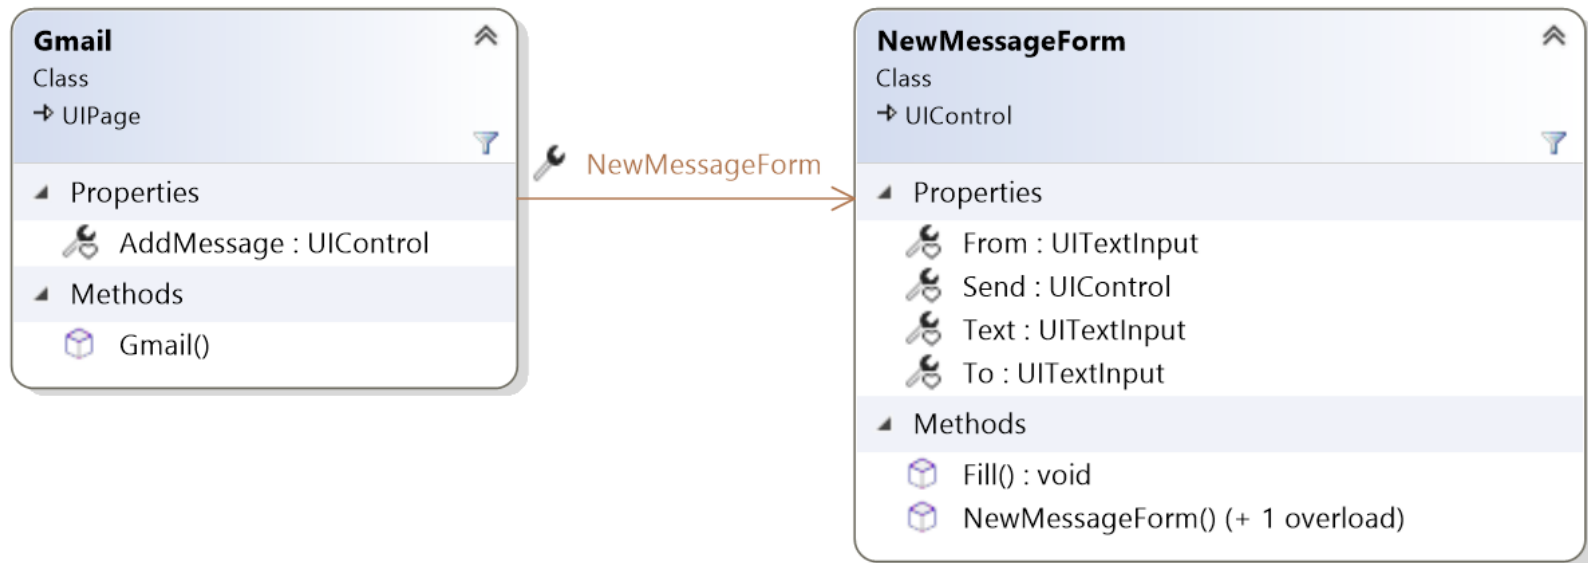 Gmail
Class
UIPage
Properties
AddMessage : UIControl
Methods
Gmail()
NewMessageForm
NewMessageForm
Class
UIControl
Properties
From : UITextInput
Send : UIControl
Text : UITextInput
To : UITextInput
Methods
Fill() : void
NewMessageForm() (+ 1 overload)